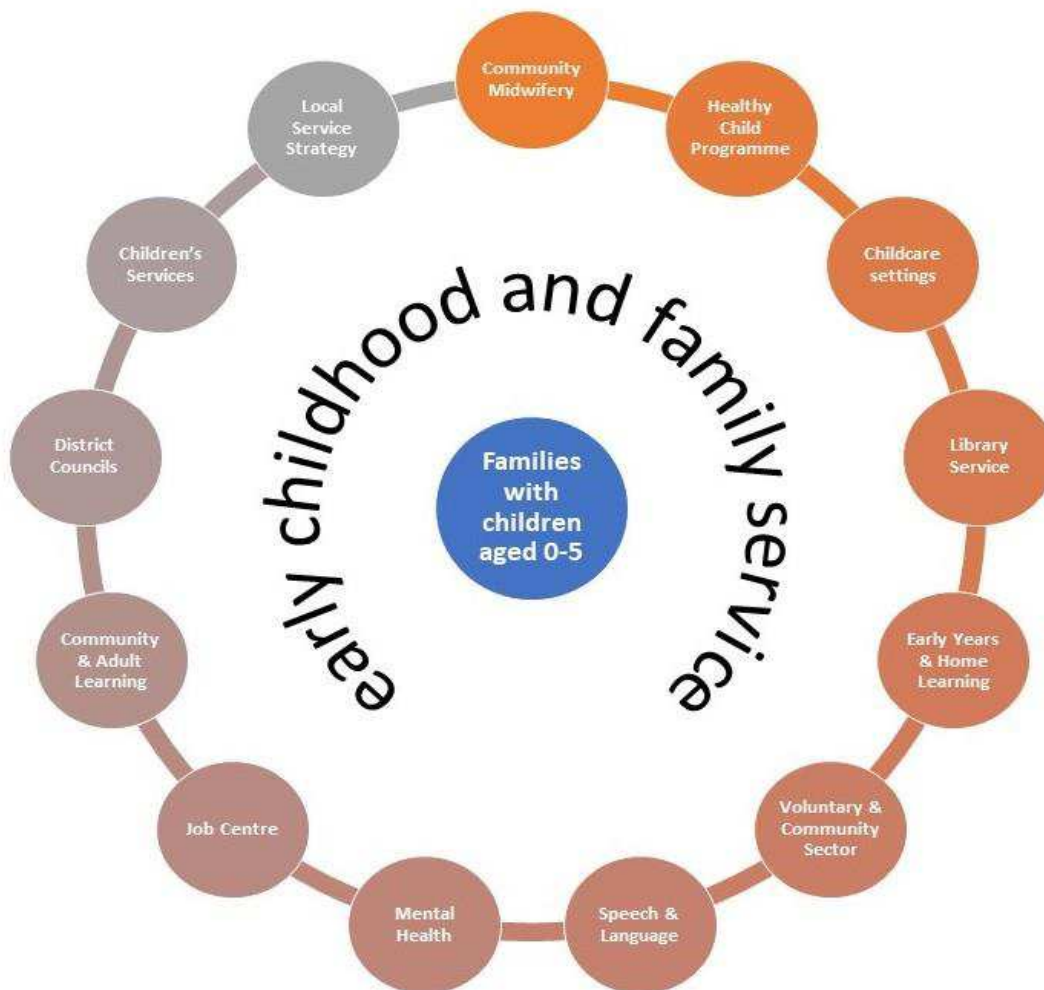 Community
Midwifery
Healthy
Child
Programme
Childcare
settings
Library
Service
Early Years
& Home
Learning
Voluntary &
Community
Sector
Speech &
Language
Mental
Health
Job Centre
Community
& Adult
Learning
District
Councils
Children's
Services
Local
Service
Strategy
early childhood and family service
Families
with
children
aged 0-5